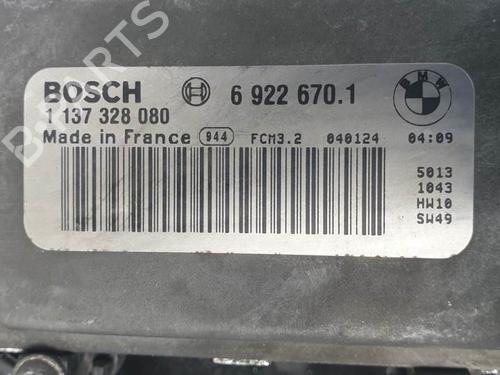 BOSCH 6 922 670.1 BMW
1 137 328 080
Made in France 944 FCM3.2 040124 04:09
5013
1043
HW10
SW49
B-PARTS